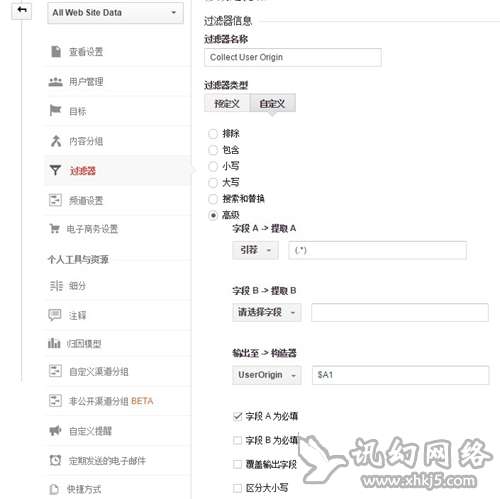 All Web Site Data
查看设置
用户管理
目标
内容分组
过滤器
频道设置
电子商务设置
个人工具与资源
细分
注释
归因模型
自定义渠道分组
非公开渠道分组 BETA
自定义提醒
定期发送的电子邮件
快捷方式
过滤器信息
过滤器名称
Collect User Origin
过滤器类型
预定义 自定义
排除
包含
小写
大写
搜索和替换
高级
字段 A -> 提取 A
引荐 (.*)
字段 B -> 提取 B
请选择字段
输出至 -> 构造器
UserOrigin $A1
字段 A 为必填
字段 B 为必填
覆盖输出字段
区分大小写
讯幻网络
www.xhkj5.com